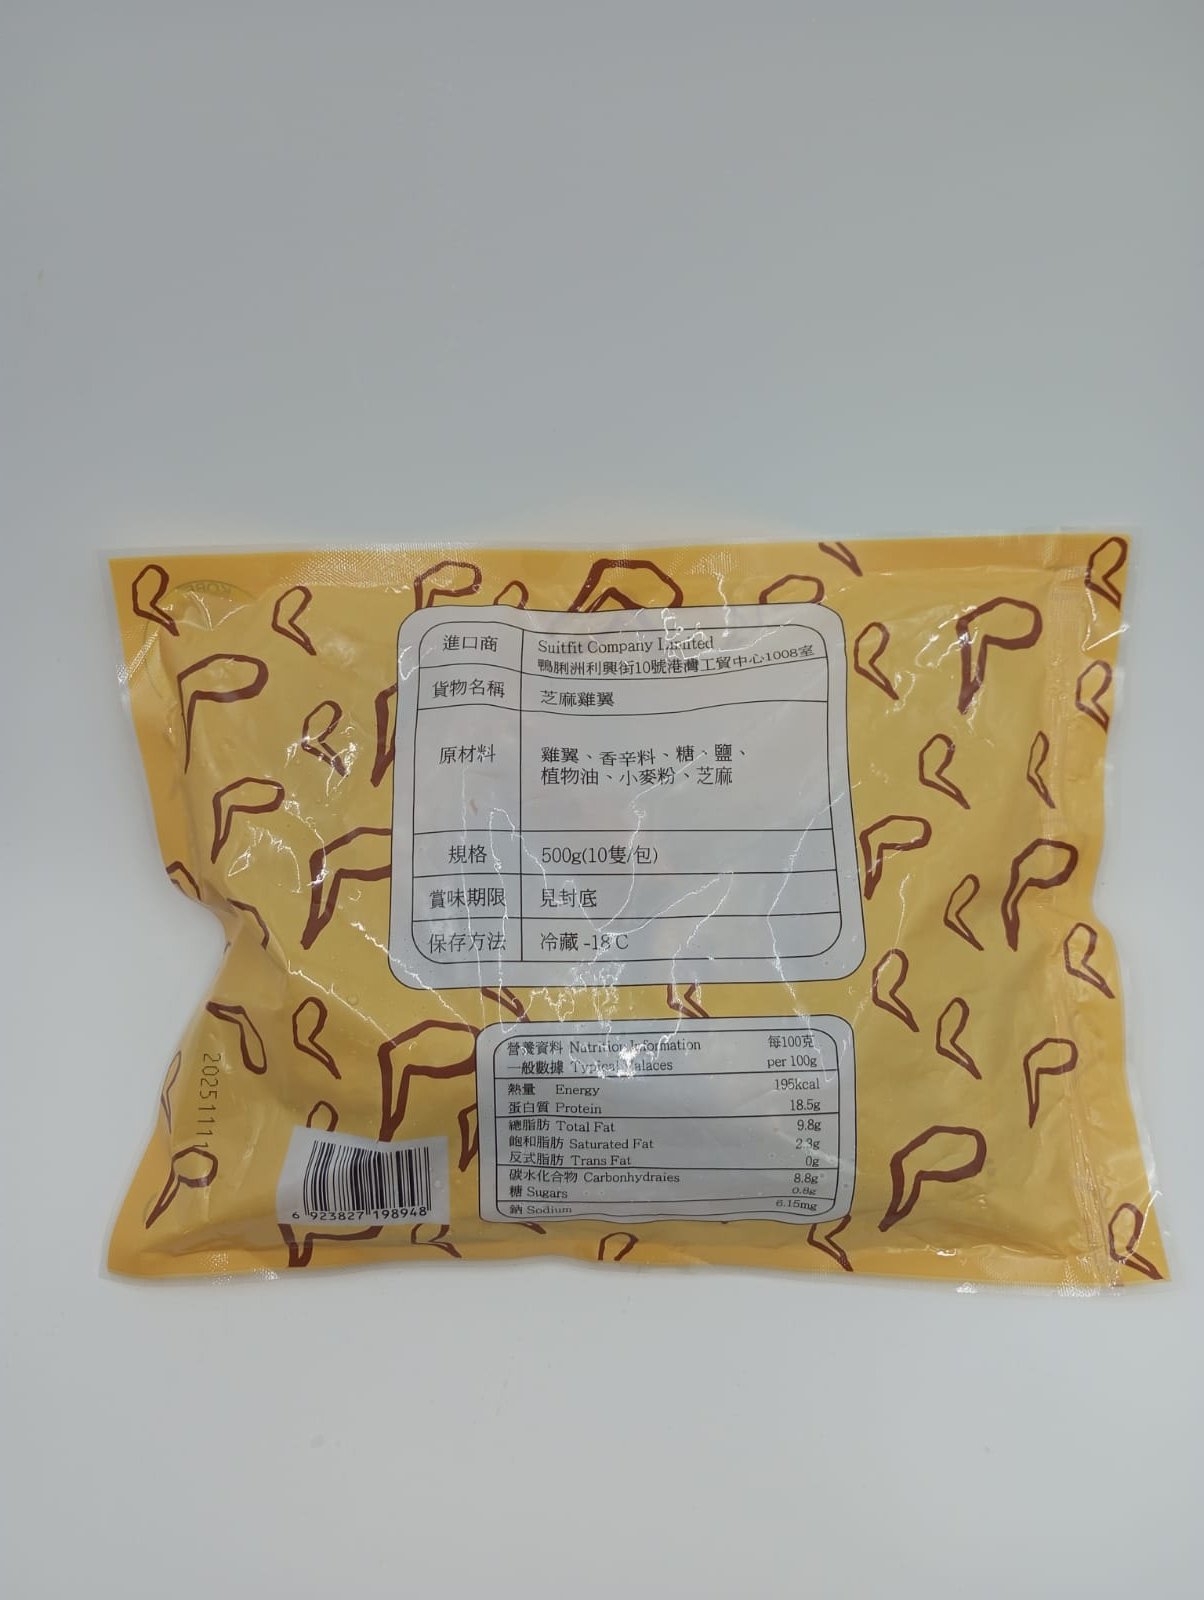 進口商 Suitfit Company Limited
鴨脷洲利興街10號港灣工貿中心1008室
貨物名稱 芝麻雞翼
原材料 雞翼、香辛料、糖、鹽、
植物油、小麥粉、芝麻
規格 500g(10隻/包)
賞味期限 見封底
保存方法 冷藏 -18℃
營養資料 Nutrition Information 每100克
一般數據 Typical per 100g
熱量 Energy 195kcal
蛋白質 Protein 18.5g
總脂肪 Total Fat 9.8g
飽和脂肪 Saturated Fat 2.3g
反式脂肪 Trans Fat 0g
碳水化合物 Carbonhydraies 8.8g
糖 Sugars 0.8g
鈉 Sodium 6.15mg
20251111
6 923827 198948